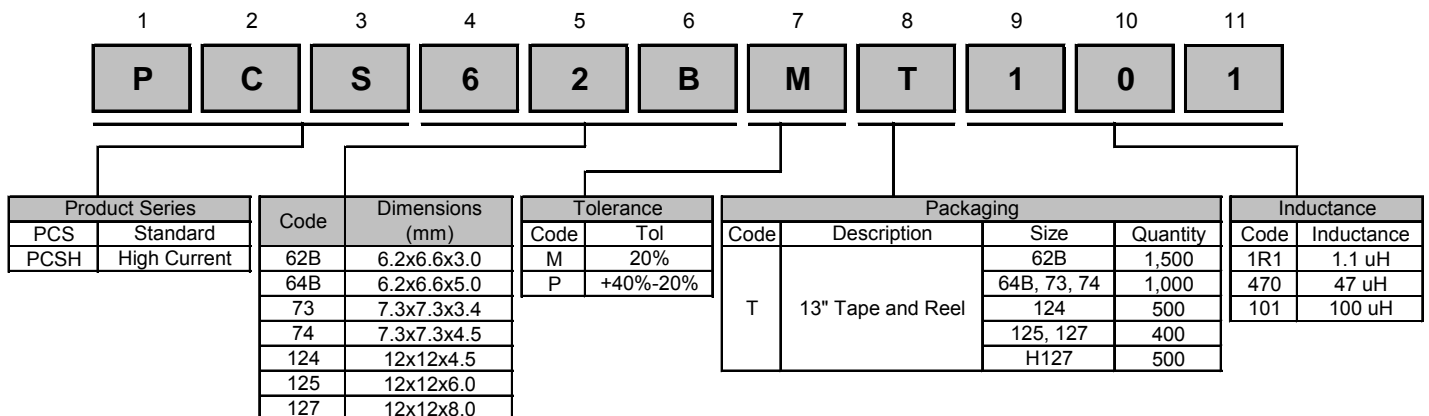 1 2 3 4 5 6 7 8 9 10 11
P C S 6 2 B M T 1 0 1
Product Series
PCS Standard
PCSH High Current
Code Dimensions (mm)
62B 6.2x6.6x3.0
64B 6.2x6.6x5.0
73 7.3x7.3x3.4
74 7.3x7.3x4.5
124 12x12x4.5
125 12x12x6.0
127 12x12x8.0
Tolerance
Code Tol
M 20%
P +40%-20%
Packaging
Code Description Size Quantity
T 13" Tape and Reel
62B 1,500
64B, 73, 74 1,000
124 500
125, 127 400
H127 500
Inductance
Code Inductance
1R1 1.1 uH
470 47 uH
101 100 uH